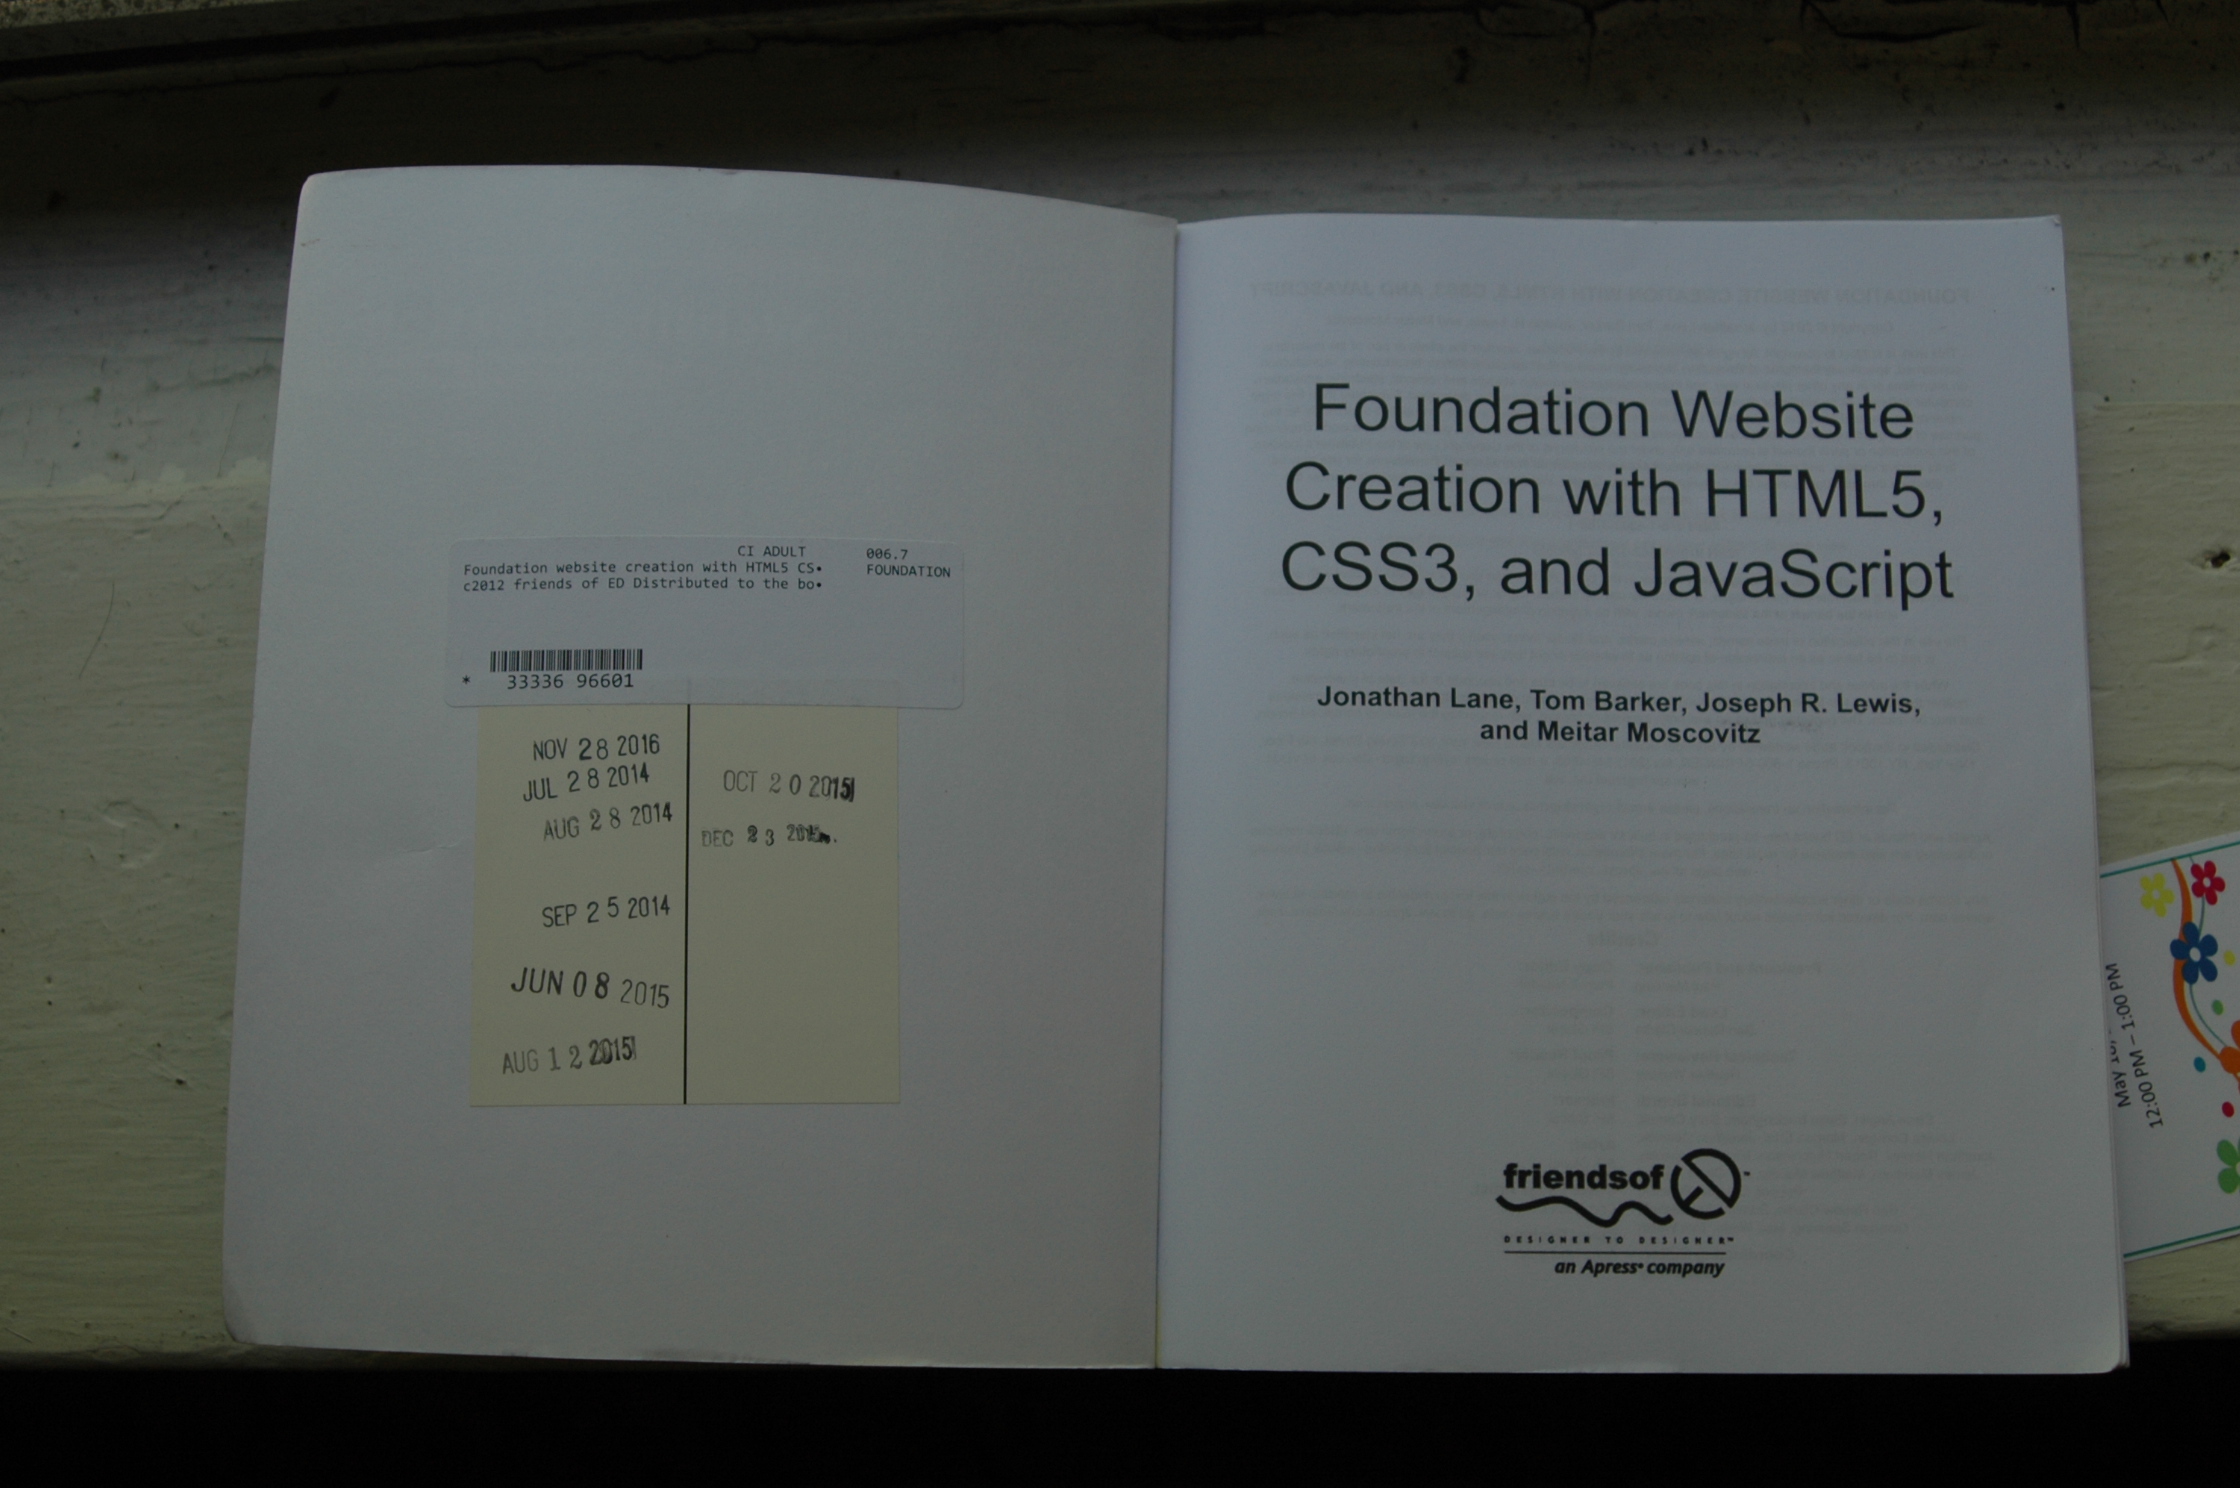 CI ADULT 006.7
Foundation website creation with HTML5 CS• FOUNDATION
c2012 friends of ED Distributed to the bo•
* 33336 96601
NOV 28 2016
JUL 28 2014
AUG 28 2014
SEP 25 2014
JUN 08 2015
AUG 12 2015
OCT 20 2015
DEC 23
Foundation Website
Creation with HTML5,
CSS3, and JavaScript
Jonathan Lane, Tom Barker, Joseph R. Lewis,
and Meitar Moscovitz
friendsof ED™
DESIGNER TO DESIGNER™
an Apress® company
May
12:00 PM – 1:00 PM